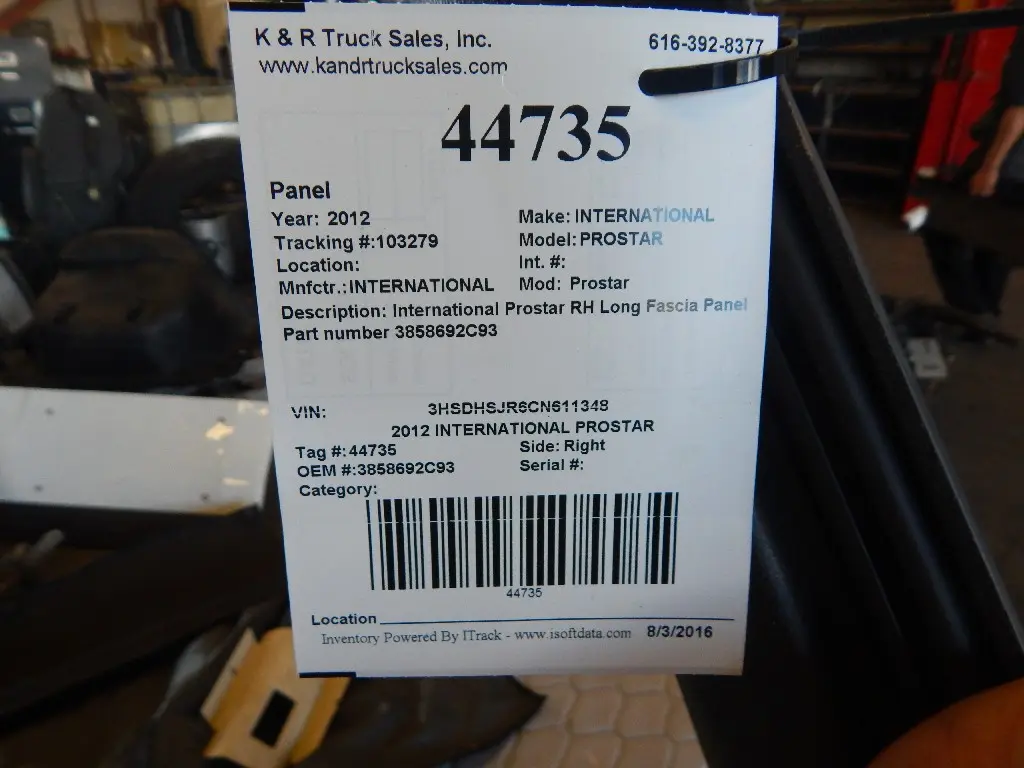 K & R Truck Sales, Inc. 616-392-8377
www.kandrtrucksales.com
44735
Panel
Year: 2012 Make: INTERNATIONAL
Tracking #:103279 Model: PROSTAR
Location: Int. #:
Mnfctr.: INTERNATIONAL Mod: Prostar
Description: International Prostar RH Long Fascia Panel
Part number 3858692C93
VIN: 3HSDHSJR6CN611348
2012 INTERNATIONAL PROSTAR
Tag #: 44735 Side: Right
OEM #:3858692C93 Serial #:
Category:
44735
Location
Inventory Powered By ITrack - www.isoftdata.com 8/3/2016